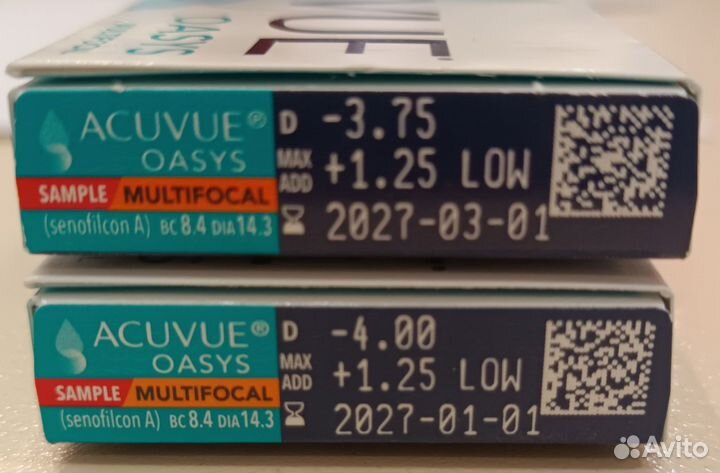 OASYS
UE
ACUVUE® D -3.75
OASYS MAX ADD +1.25 LOW
SAMPLE MULTIFOCAL
(senofilcon A) BC 8.4 DIA 14.3 2027-03-01
ACUVUE® D -4.00
OASYS MAX ADD +1.25 LOW
SAMPLE MULTIFOCAL
(senofilcon A) BC 8.4 DIA 14.3 2027-01-01
Avito